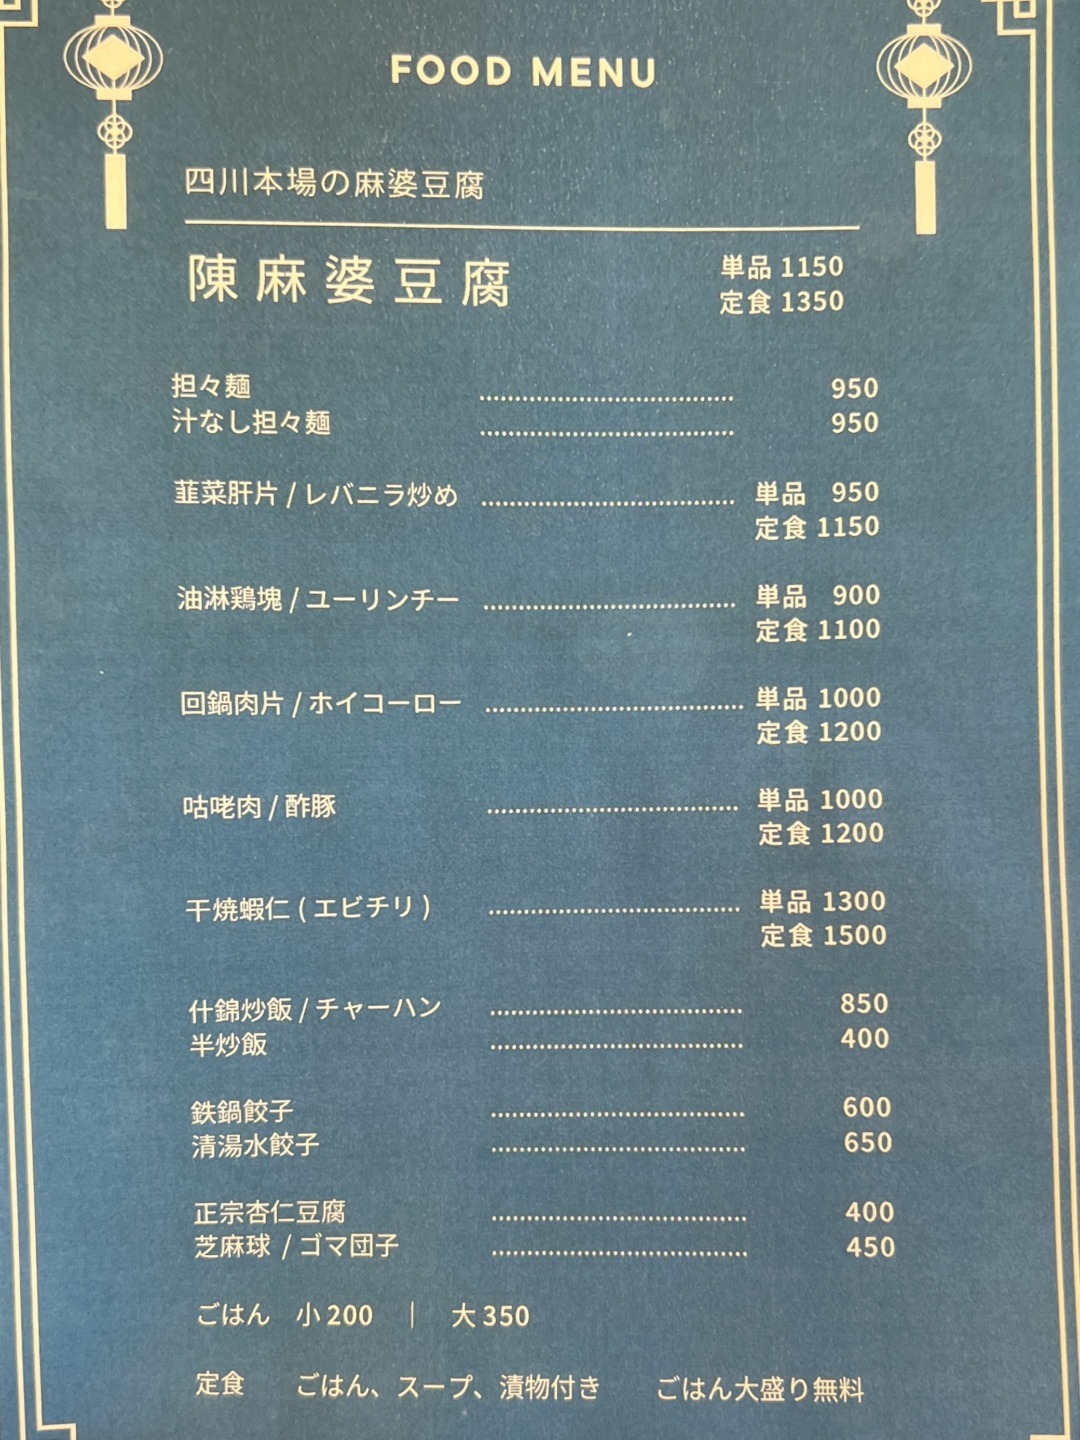 FOOD MENU
四川本場の麻婆豆腐
陳麻婆豆腐 単品 1150
定食 1350
担々麺 950
汁なし担々麺 950
韮菜肝片 / レバニラ炒め 単品 950
定食 1150
油淋鶏塊 / ユーリンチー 単品 900
定食 1100
回鍋肉片 / ホイコーロー 単品 1000
定食 1200
咕咾肉 / 酢豚 単品 1000
定食 1200
干焼蝦仁 ( エビチリ ) 単品 1300
定食 1500
什錦炒飯 / チャーハン 850
半炒飯 400
鉄鍋餃子 600
清湯水餃子 650
正宗杏仁豆腐 400
芝麻球 / ゴマ団子 450
ごはん 小 200 | 大 350
定食 ごはん、スープ、漬物付き ごはん大盛り無料